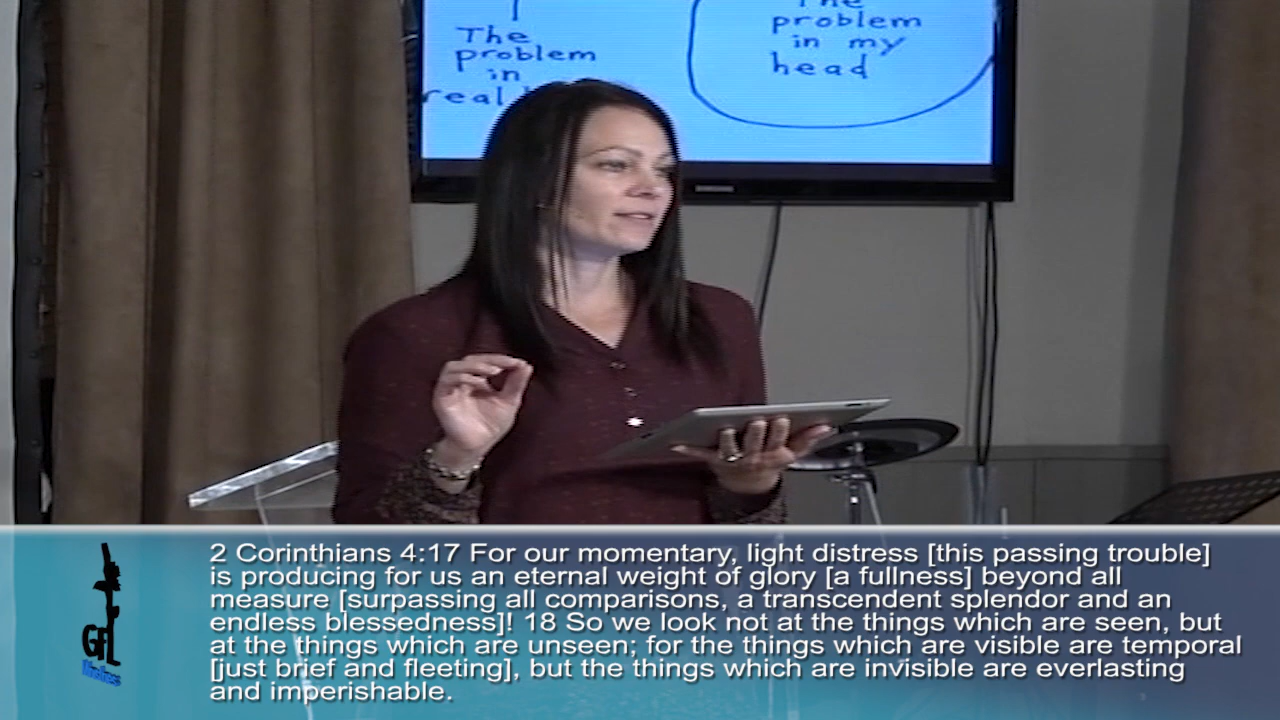 The
problem
in
real
The
problem
in my
head
SAMSUNG
2 Corinthians 4:17 For our momentary, light distress [this passing trouble]
is producing for us an eternal weight of glory [a fullness] beyond all
measure [surpassing all comparisons, a transcendent splendor and an
endless blessedness]! 18 So we look not at the things which are seen, but
at the things which are unseen; for the things which are visible are temporal
[just brief and fleeting], but the things which are invisible are everlasting
and imperishable.
GFL
Ministries